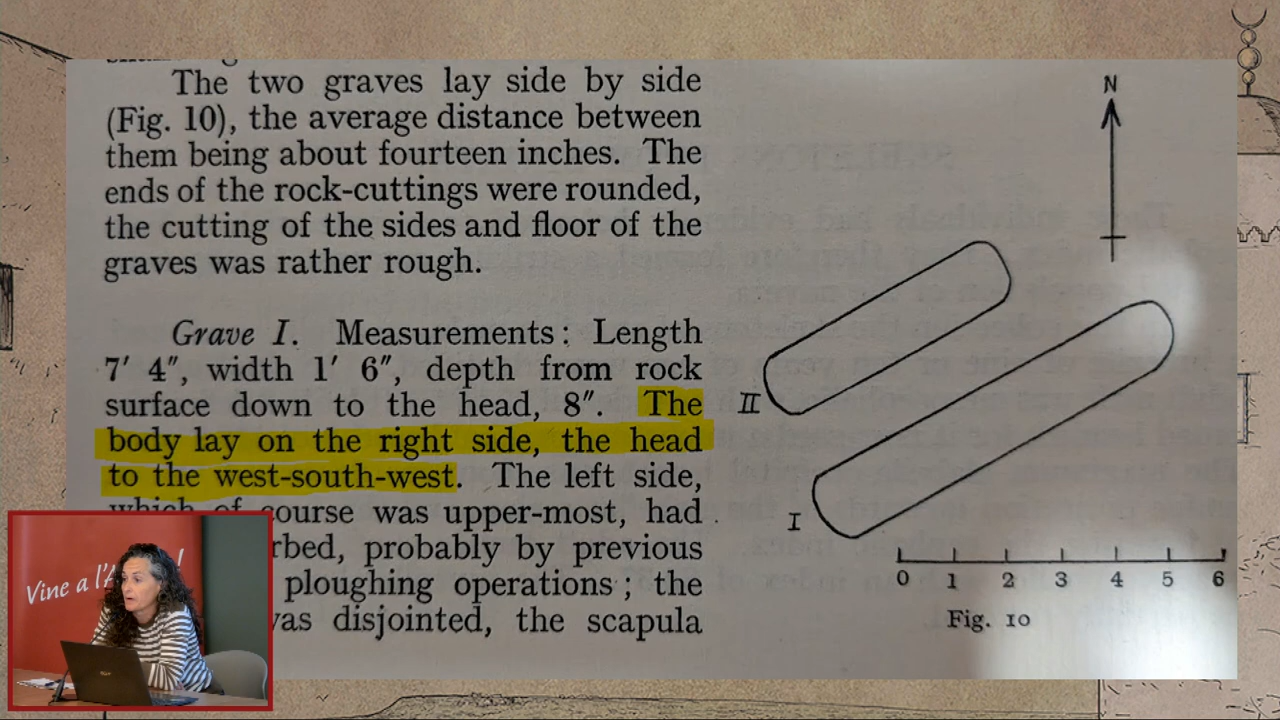 The two graves lay side by side
(Fig. 10), the average distance between
them being about fourteen inches. The
ends of the rock-cuttings were rounded,
the cutting of the sides and floor of the
graves was rather rough.
Grave I. Measurements: Length
7′ 4″, width 1′ 6″, depth from rock
surface down to the head, 8″. The
body lay on the right side, the head
to the west-south-west. The left side,
which of course was upper-most, had
probably by previous
ploughing operations; the
was disjointed, the scapula
N
II
I
0 1 2 3 4 5 6
Fig. 10
Vine a